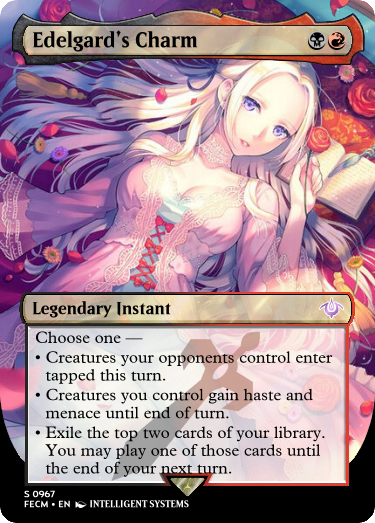 Edelgard's Charm
Legendary Instant
Choose one —
• Creatures your opponents control enter
tapped this turn.
• Creatures you control gain haste and
menace until end of turn.
• Exile the top two cards of your library.
You may play one of those cards until
the end of your next turn.
S 0967
FECM • EN INTELLIGENT SYSTEMS